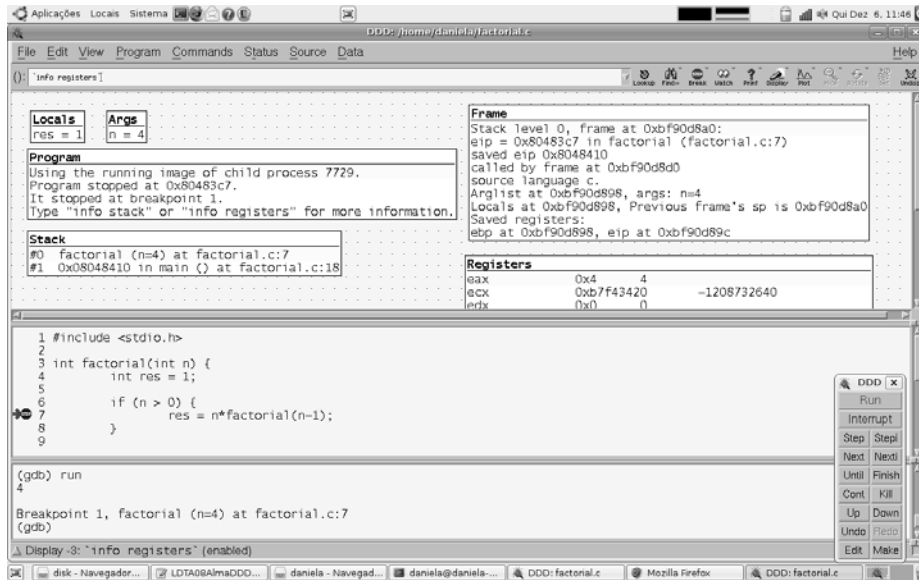 Aplicações Locais Sistema
Qui Dez 6, 11:46
DDD: /home/daniela/factorial.c
File Edit View Program Commands Status Source Data Help
(): `info registers`
Lookup Find» Break Watch Print Display Plot Undisp
Locals
res = 1
Args
n = 4
Program
Using the running image of child process 7729.
Program stopped at 0x80483c7.
It stopped at breakpoint 1.
Type "info stack" or "info registers" for more information.
Stack
#0 factorial (n=4) at factorial.c:7
#1 0x08048410 in main () at factorial.c:18
Frame
Stack level 0, frame at 0xbf90d8a0:
eip = 0x80483c7 in factorial (factorial.c:7)
saved eip 0x8048410
called by frame at 0xbf90d8d0
source language c.
Arglist at 0xbf90d898, args: n=4
Locals at 0xbf90d898, Previous frame's sp is 0xbf90d8a0
Saved registers:
ebp at 0xbf90d898, eip at 0xbf90d89c
Registers
eax 0x4 4
ecx 0xb7f43420 -1208732640
edx 0x0 0
1 #include <stdio.h>
2
3 int factorial(int n) {
4 int res = 1;
5
6 if (n > 0) {
7 res = n*factorial(n-1);
8 }
9
(gdb) run
4
Breakpoint 1, factorial (n=4) at factorial.c:7
(gdb)
DDD
Run
Interrupt
Step Stepi
Next Nexti
Until Finish
Cont Kill
Up Down
Undo Redo
Edit Make
Display -3: `info registers` (enabled)
disk - Navegador... LDTA08AlmaDDD... daniela - Navegad... daniela@daniela-... DDD: factorial.c Mozilla Firefox DDD: factorial.c